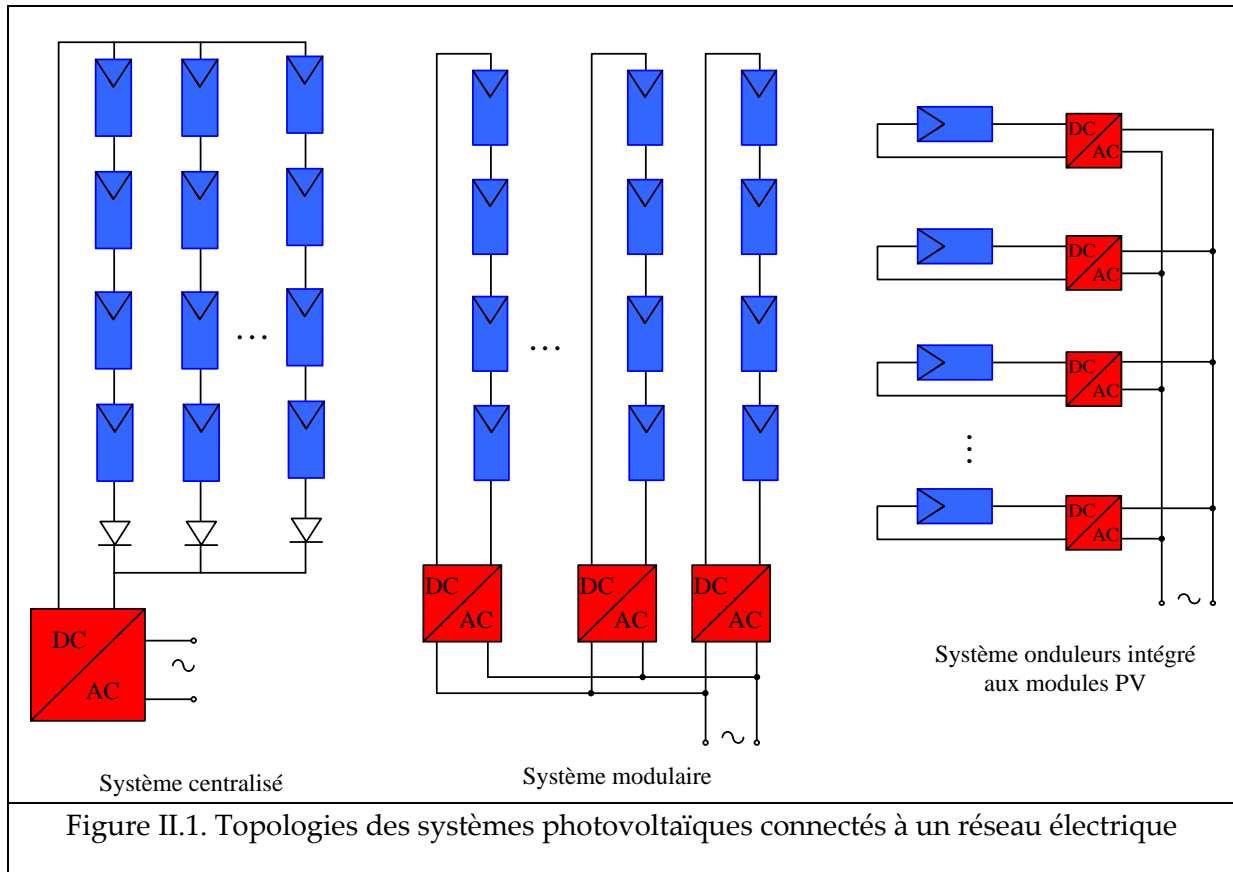 DC
AC
Système centralisé
...
DC
AC
DC
AC
DC
AC
Système modulaire
...
DC
AC
DC
AC
DC
AC
DC
AC
...
Système onduleurs intégré
aux modules PV
Figure II.1. Topologies des systèmes photovoltaïques connectés à un réseau électrique